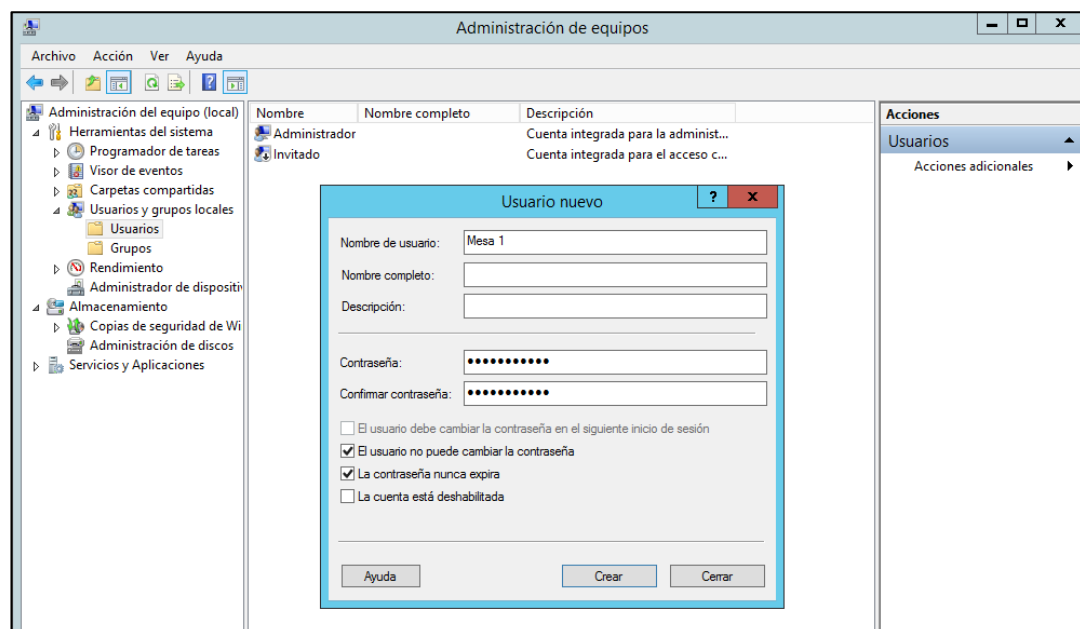 Administración de equipos
Archivo Acción Ver Ayuda
Administración del equipo (local)
Herramientas del sistema
Programador de tareas
Visor de eventos
Carpetas compartidas
Usuarios y grupos locales
Usuarios
Grupos
Rendimiento
Administrador de dispositiv
Almacenamiento
Copias de seguridad de Wi
Administración de discos
Servicios y Aplicaciones
Nombre Nombre completo Descripción
Administrador Cuenta integrada para la administ...
Invitado Cuenta integrada para el acceso c...
Acciones
Usuarios
Acciones adicionales
Usuario nuevo
Nombre de usuario: Mesa 1
Nombre completo:
Descripción:
Contraseña: •••••••••••
Confirmar contraseña: •••••••••••
El usuario debe cambiar la contraseña en el siguiente inicio de sesión
El usuario no puede cambiar la contraseña
La contraseña nunca expira
La cuenta está deshabilitada
Ayuda Crear Cerrar